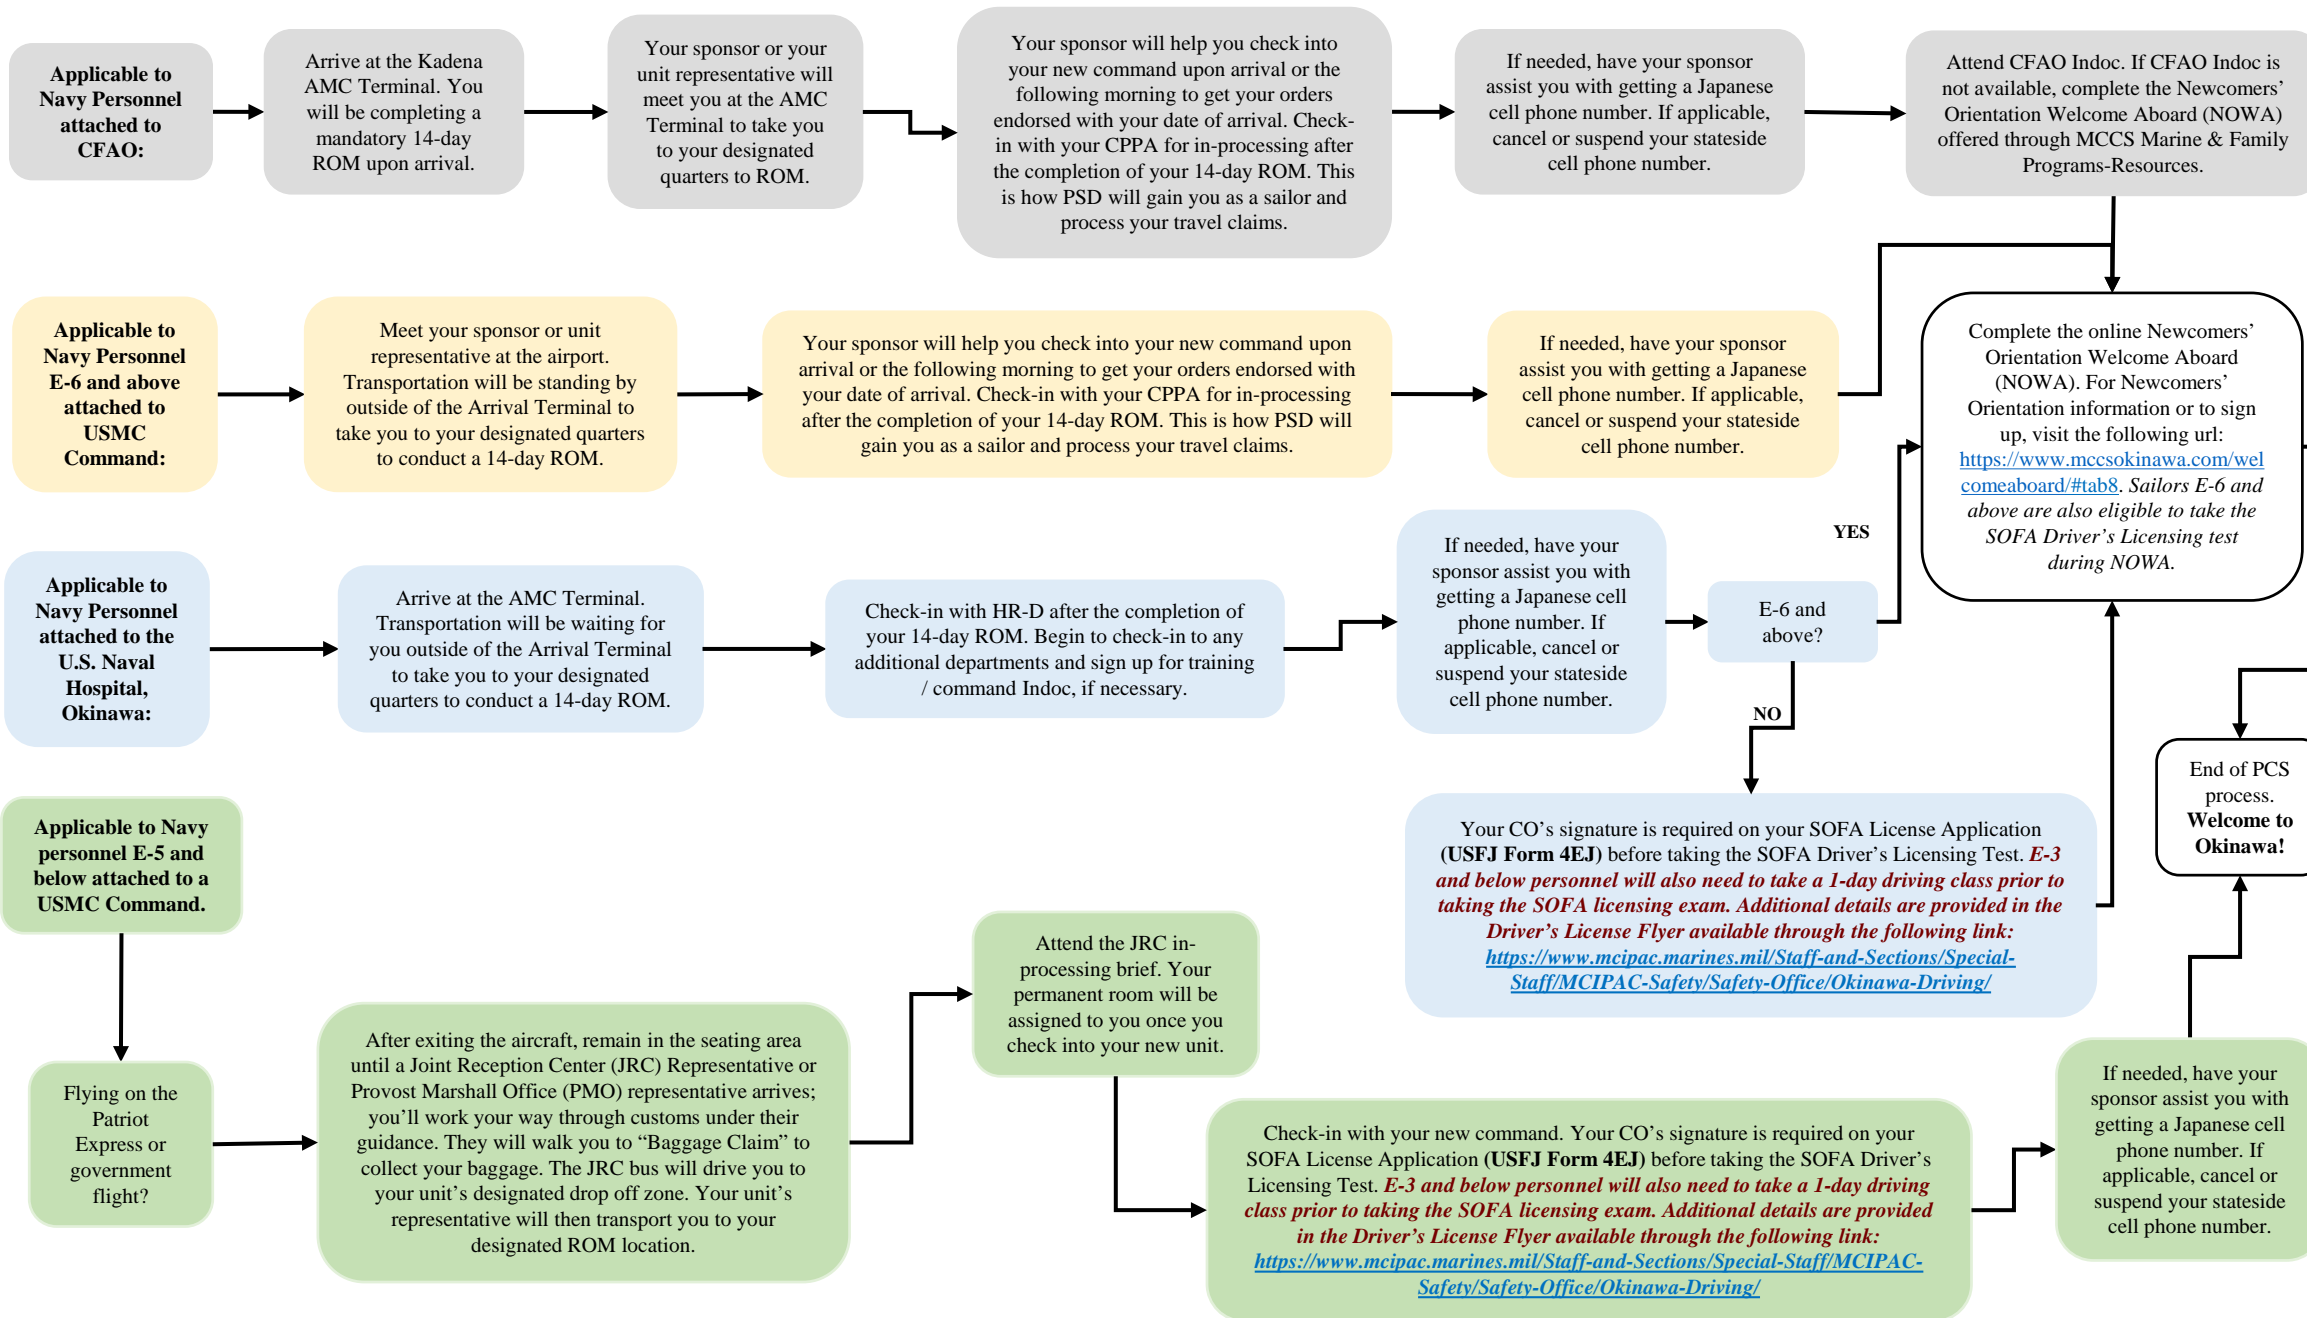 Applicable to
Navy Personnel
attached to
CFAO:
Arrive at the Kadena
AMC Terminal. You
will be completing a
mandatory 14-day
ROM upon arrival.
Your sponsor or your
unit representative will
meet you at the AMC
Terminal to take you
to your designated
quarters to ROM.
Your sponsor will help you check into
your new command upon arrival or the
following morning to get your orders
endorsed with your date of arrival. Check-
in with your CPPA for in-processing after
the completion of your 14-day ROM. This
is how PSD will gain you as a sailor and
process your travel claims.
If needed, have your sponsor
assist you with getting a Japanese
cell phone number. If applicable,
cancel or suspend your stateside
cell phone number.
Attend CFAO Indoc. If CFAO Indoc is
not available, complete the Newcomers’
Orientation Welcome Aboard (NOWA)
offered through MCCS Marine & Family
Programs-Resources.
Applicable to
Navy Personnel
E-6 and above
attached to
USMC
Command:
Meet your sponsor or unit
representative at the airport.
Transportation will be standing by
outside of the Arrival Terminal to
take you to your designated quarters
to conduct a 14-day ROM.
Your sponsor will help you check into your new command upon
arrival or the following morning to get your orders endorsed with
your date of arrival. Check-in with your CPPA for in-processing
after the completion of your 14-day ROM. This is how PSD will
gain you as a sailor and process your travel claims.
If needed, have your sponsor
assist you with getting a Japanese
cell phone number. If applicable,
cancel or suspend your stateside
cell phone number.
Complete the online Newcomers’
Orientation Welcome Aboard
(NOWA). For Newcomers’
Orientation information or to sign
up, visit the following url:
https://www.mccsokinawa.com/wel
comeaboard/#tab8. Sailors E-6 and
above are also eligible to take the
SOFA Driver’s Licensing test
during NOWA.
Applicable to
Navy Personnel
attached to the
U.S. Naval
Hospital,
Okinawa:
Arrive at the AMC Terminal.
Transportation will be waiting for
you outside of the Arrival Terminal
to take you to your designated
quarters to conduct a 14-day ROM.
Check-in with HR-D after the completion of
your 14-day ROM. Begin to check-in to any
additional departments and sign up for training
/ command Indoc, if necessary.
If needed, have your
sponsor assist you with
getting a Japanese cell
phone number. If
applicable, cancel or
suspend your stateside
cell phone number.
E-6 and
above?
YES
NO
Your CO’s signature is required on your SOFA License Application
(USFJ Form 4EJ) before taking the SOFA Driver’s Licensing Test. E-3
and below personnel will also need to take a 1-day driving class prior to
taking the SOFA licensing exam. Additional details are provided in the
Driver’s License Flyer available through the following link:
https://www.mcipac.marines.mil/Staff-and-Sections/Special-
Staff/MCIPAC-Safety/Safety-Office/Okinawa-Driving/
End of PCS
process.
Welcome to
Okinawa!
Applicable to Navy
personnel E-5 and
below attached to a
USMC Command.
Flying on the
Patriot
Express or
government
flight?
After exiting the aircraft, remain in the seating area
until a Joint Reception Center (JRC) Representative or
Provost Marshall Office (PMO) representative arrives;
you’ll work your way through customs under their
guidance. They will walk you to “Baggage Claim” to
collect your baggage. The JRC bus will drive you to
your unit’s designated drop off zone. Your unit’s
representative will then transport you to your
designated ROM location.
Attend the JRC in-
processing brief. Your
permanent room will be
assigned to you once you
check into your new unit.
Check-in with your new command. Your CO’s signature is required on your
SOFA License Application (USFJ Form 4EJ) before taking the SOFA Driver’s
Licensing Test. E-3 and below personnel will also need to take a 1-day driving
class prior to taking the SOFA licensing exam. Additional details are provided
in the Driver’s License Flyer available through the following link:
https://www.mcipac.marines.mil/Staff-and-Sections/Special-Staff/MCIPAC-
Safety/Safety-Office/Okinawa-Driving/
If needed, have your
sponsor assist you with
getting a Japanese cell
phone number. If
applicable, cancel or
suspend your stateside
cell phone number.